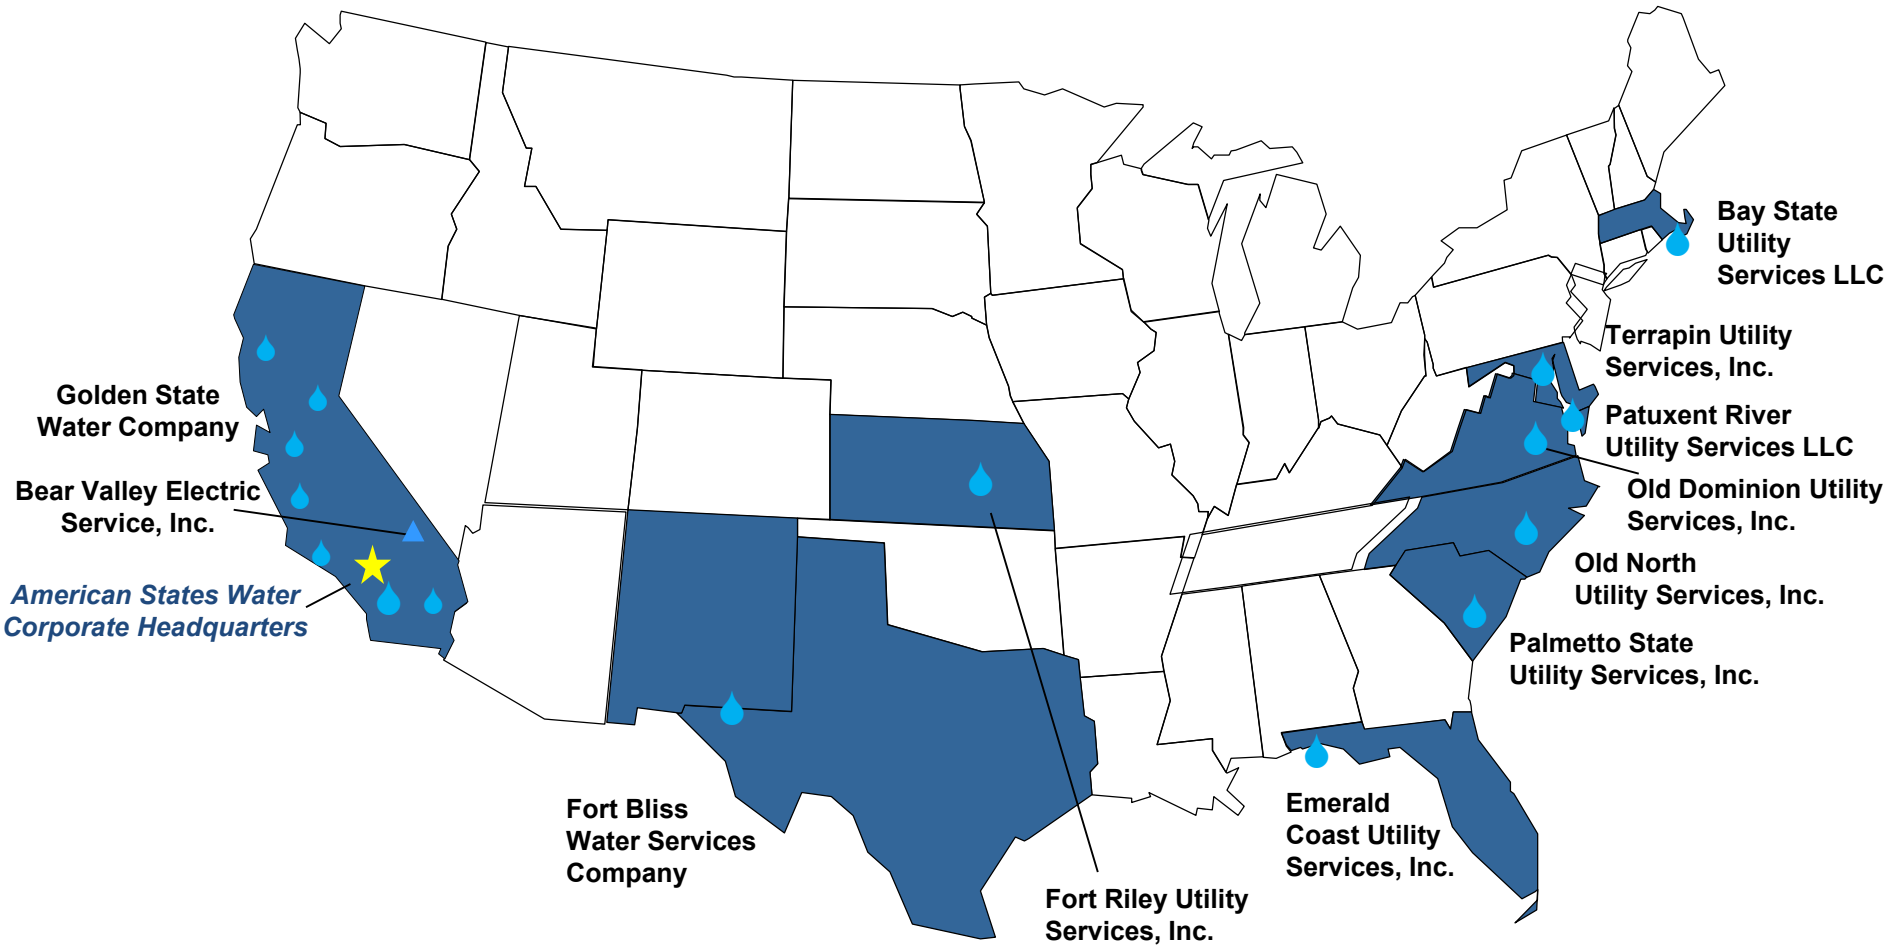 Bay State
Utility
Services LLC
Terrapin Utility
Services, Inc.
Golden State
Water Company
Patuxent River
Utility Services LLC
Bear Valley Electric
Service, Inc.
Old Dominion Utility
Services, Inc.
Old North
Utility Services, Inc.
American States Water
Corporate Headquarters
Palmetto State
Utility Services, Inc.
Fort Bliss
Water Services
Company
Emerald
Coast Utility
Services, Inc.
Fort Riley Utility
Services, Inc.